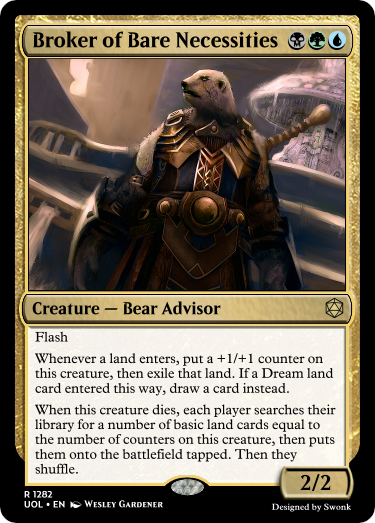 Broker of Bare Necessities
Creature — Bear Advisor
Flash
Whenever a land enters, put a +1/+1 counter on
this creature, then exile that land. If a Dream land
card entered this way, draw a card instead.
When this creature dies, each player searches their
library for a number of basic land cards equal to
the number of counters on this creature, then puts
them onto the battlefield tapped. Then they
shuffle.
2/2
R 1282
UOL • EN WESLEY GARDENER
Designed by Swonk